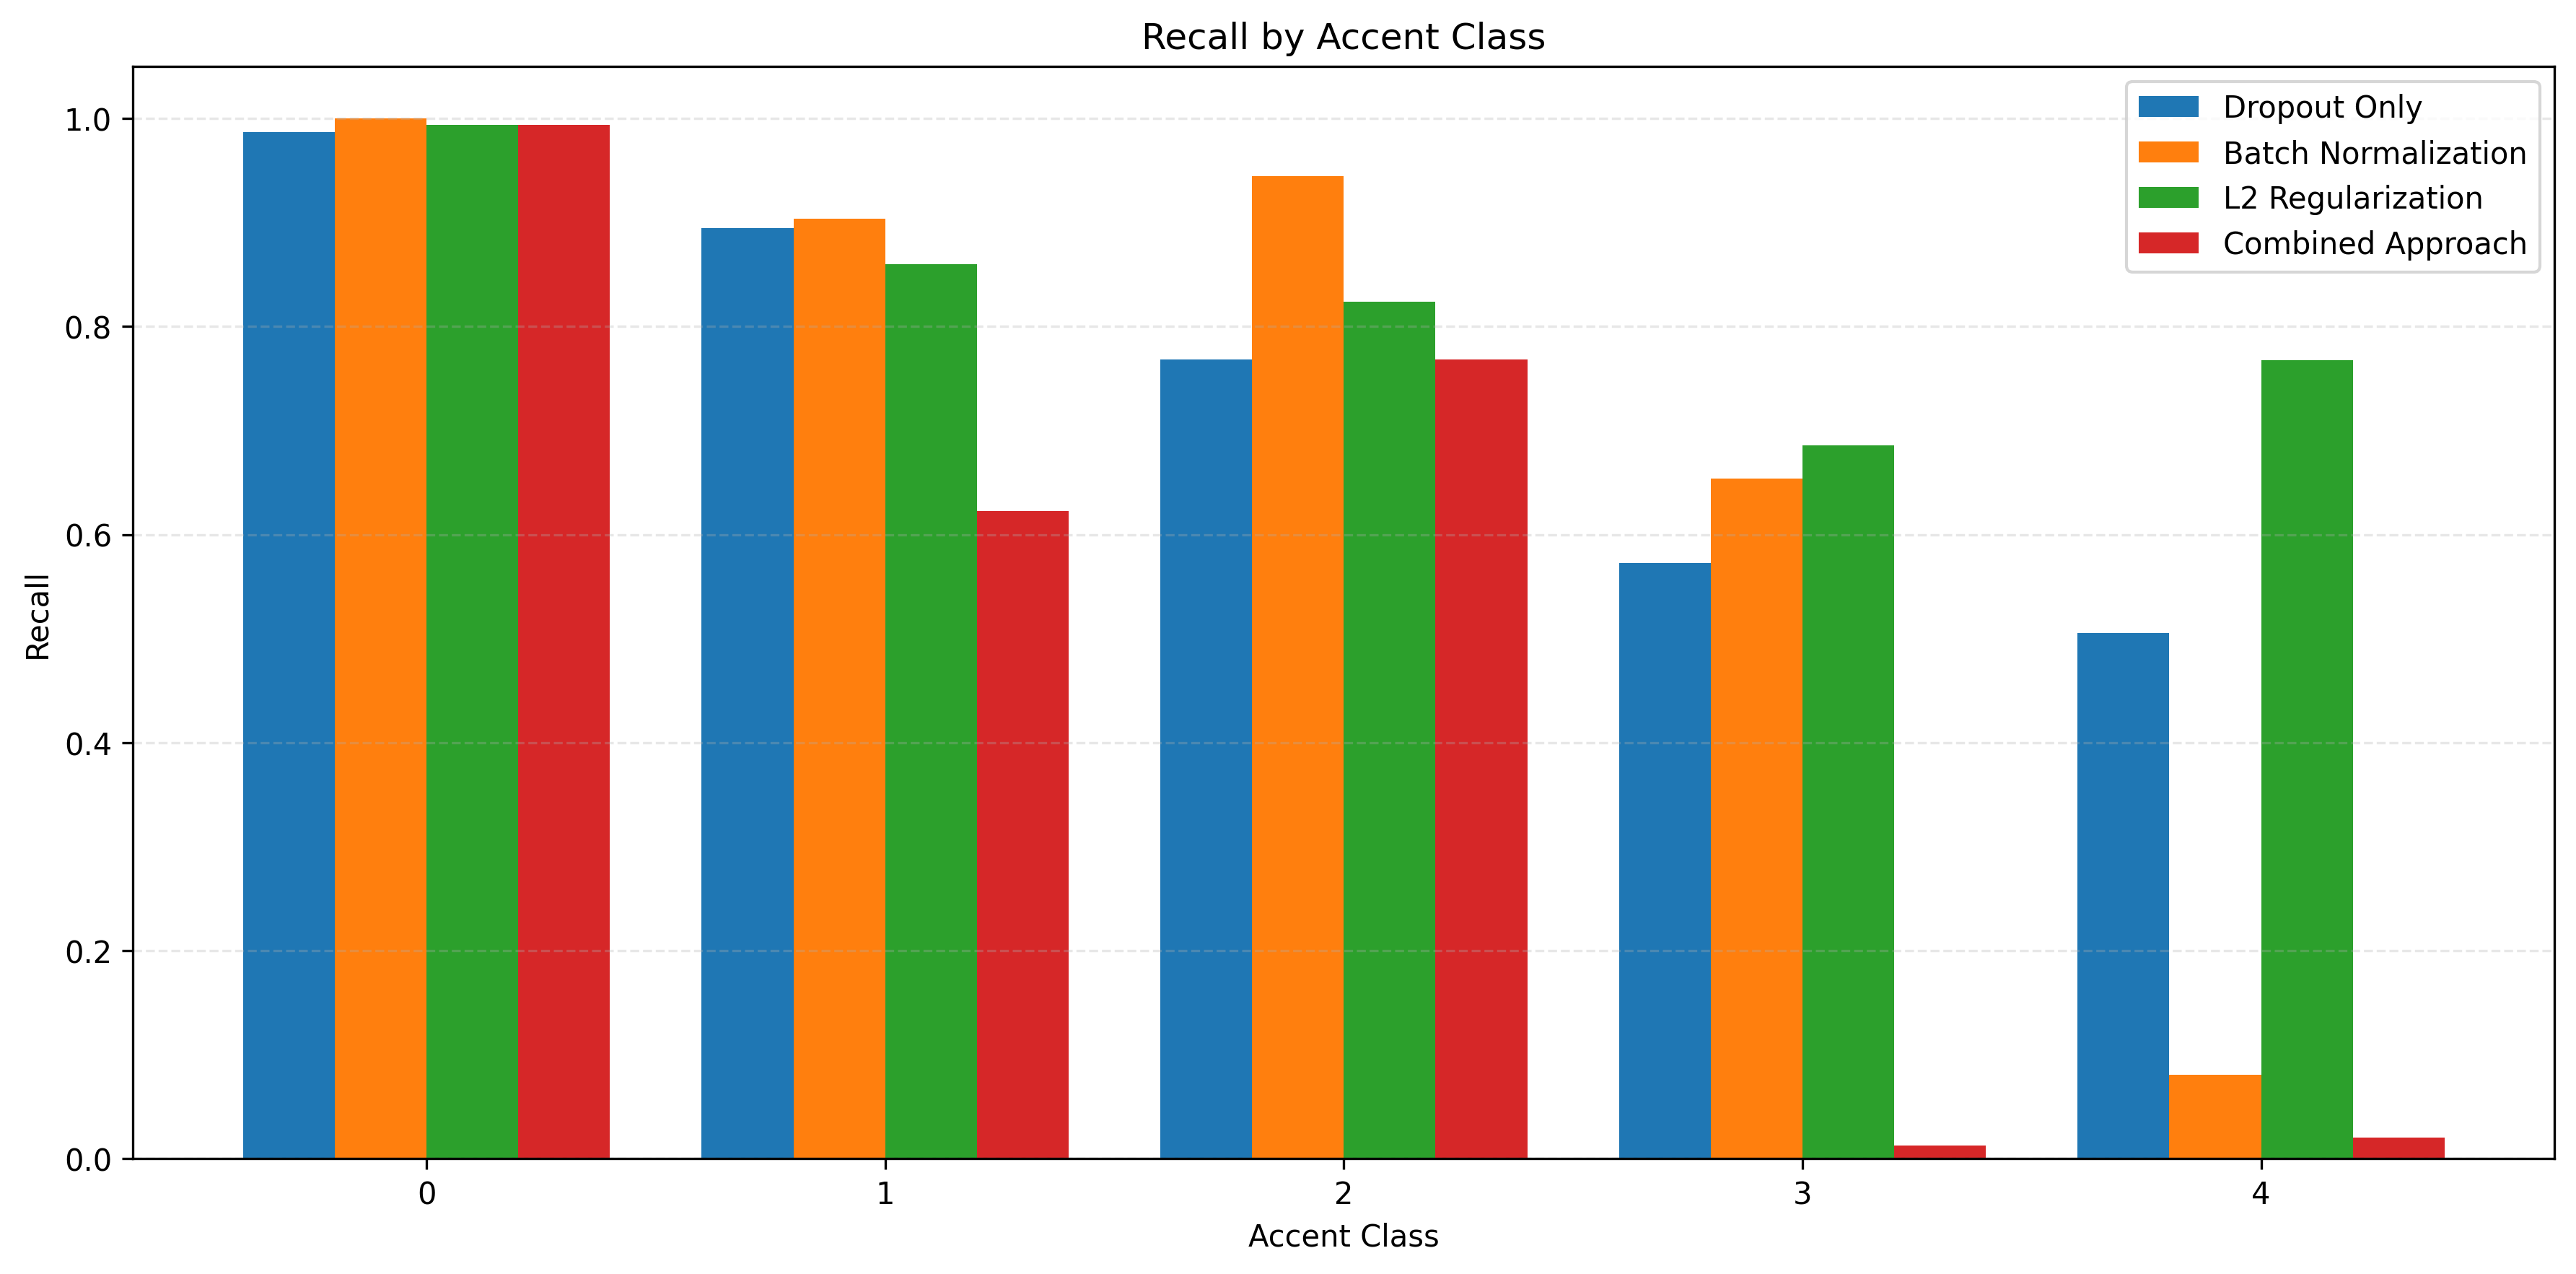 Recall by Accent Class
Dropout Only
Batch Normalization
L2 Regularization
Combined Approach
Recall
1.0
0.8
0.6
0.4
0.2
0.0
0 1 2 3 4
Accent Class